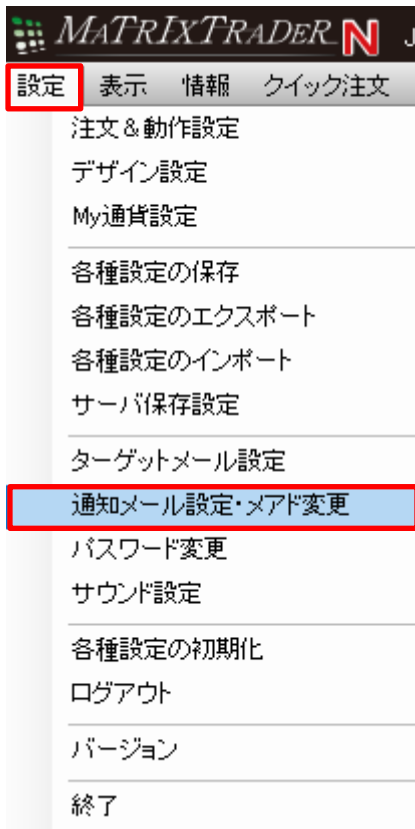 MATRIXTRADER N J
設定 表示 情報 クイック注文
注文＆動作設定
デザイン設定
My通貨設定
各種設定の保存
各種設定のエクスポート
各種設定のインポート
サーバ保存設定
ターゲットメール設定
通知メール設定・メアド変更
パスワード変更
サウンド設定
各種設定の初期化
ログアウト
バージョン
終了